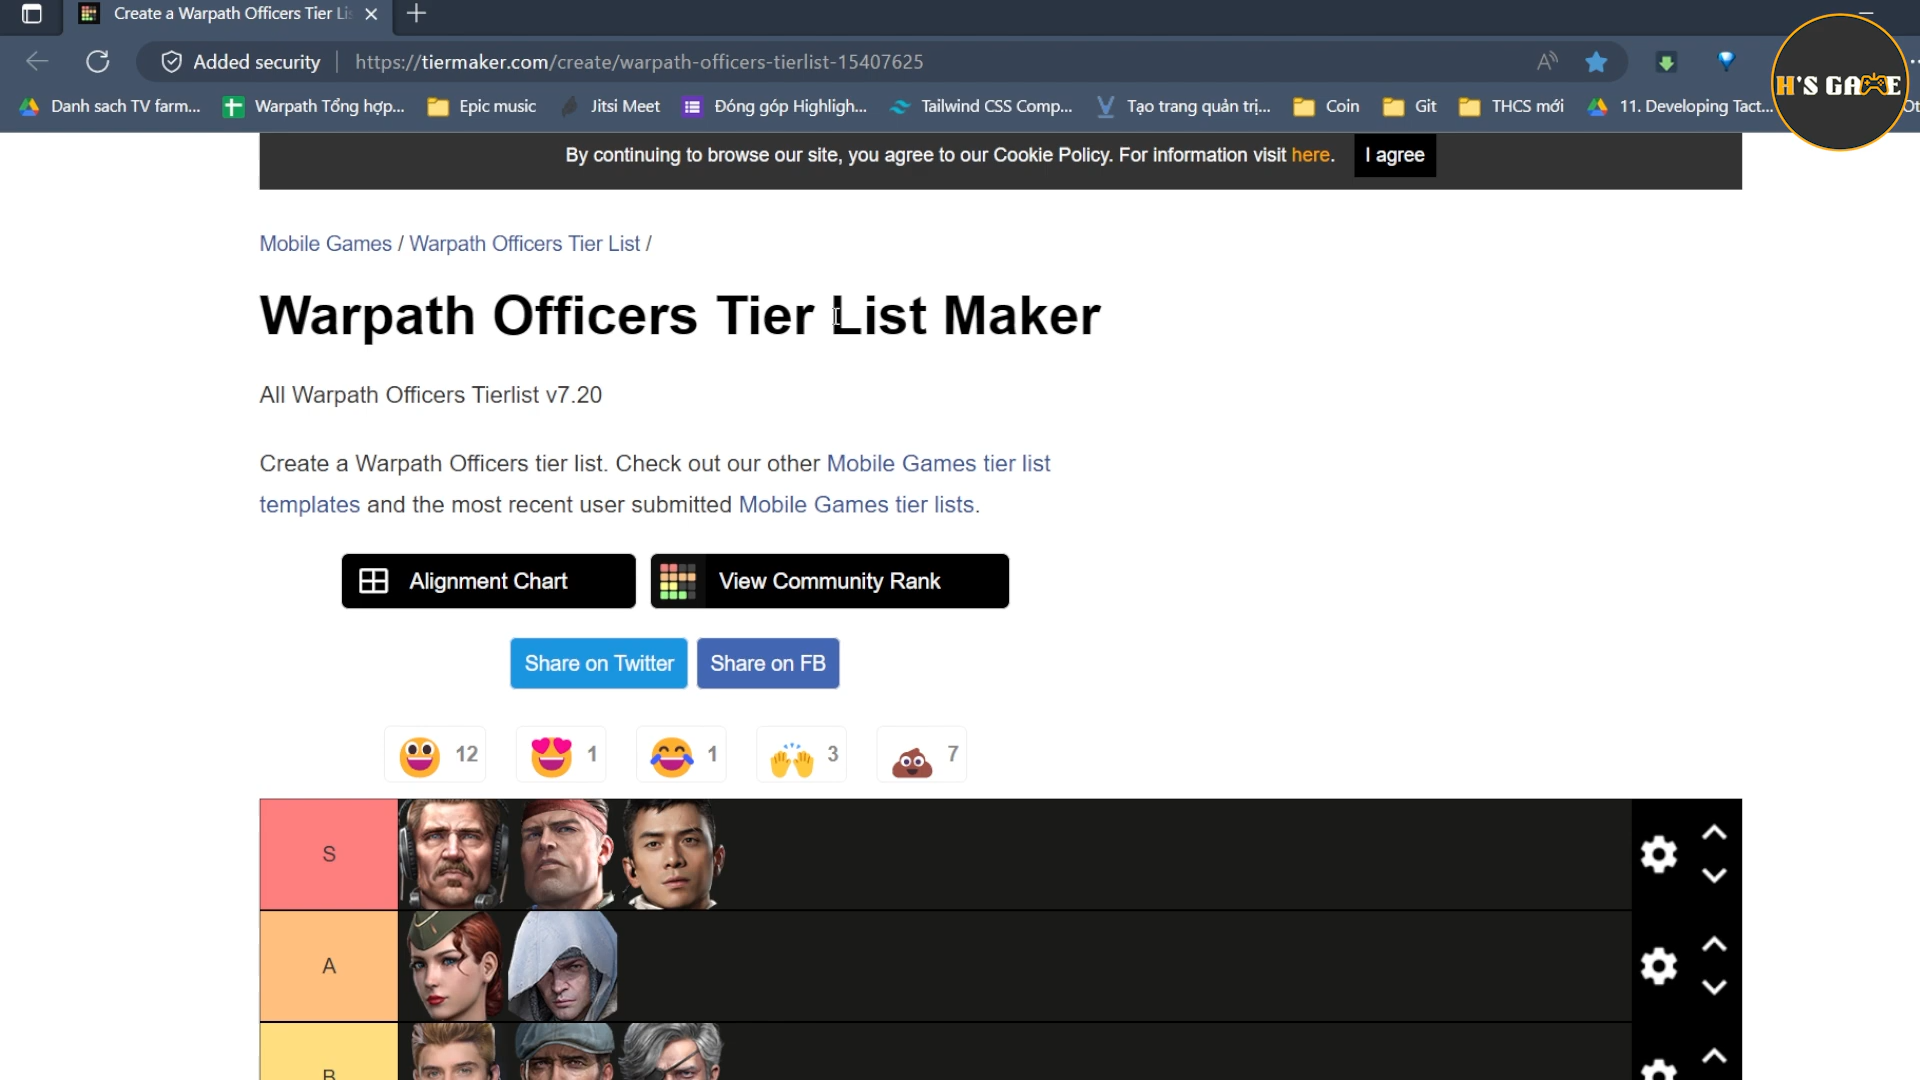 Create a Warpath Officers Tier Li
Added security
https://tiermaker.com/create/warpath-officers-tierlist-15407625
Danh sach TV farm...
Warpath Tổng hợp...
Epic music
Jitsi Meet
Đóng góp Highligh...
Tailwind CSS Comp...
Tạo trang quản trị...
Coin
Git
THCS mới
11. Developing Tact...
Ot
H'S GAME
By continuing to browse our site, you agree to our Cookie Policy. For information visit here.
I agree
Mobile Games / Warpath Officers Tier List /
Warpath Officers Tier List Maker
All Warpath Officers Tierlist v7.20
Create a Warpath Officers tier list. Check out our other Mobile Games tier list
templates and the most recent user submitted Mobile Games tier lists.
Alignment Chart
View Community Rank
Share on Twitter
Share on FB
12
1
1
3
7
S
A
B